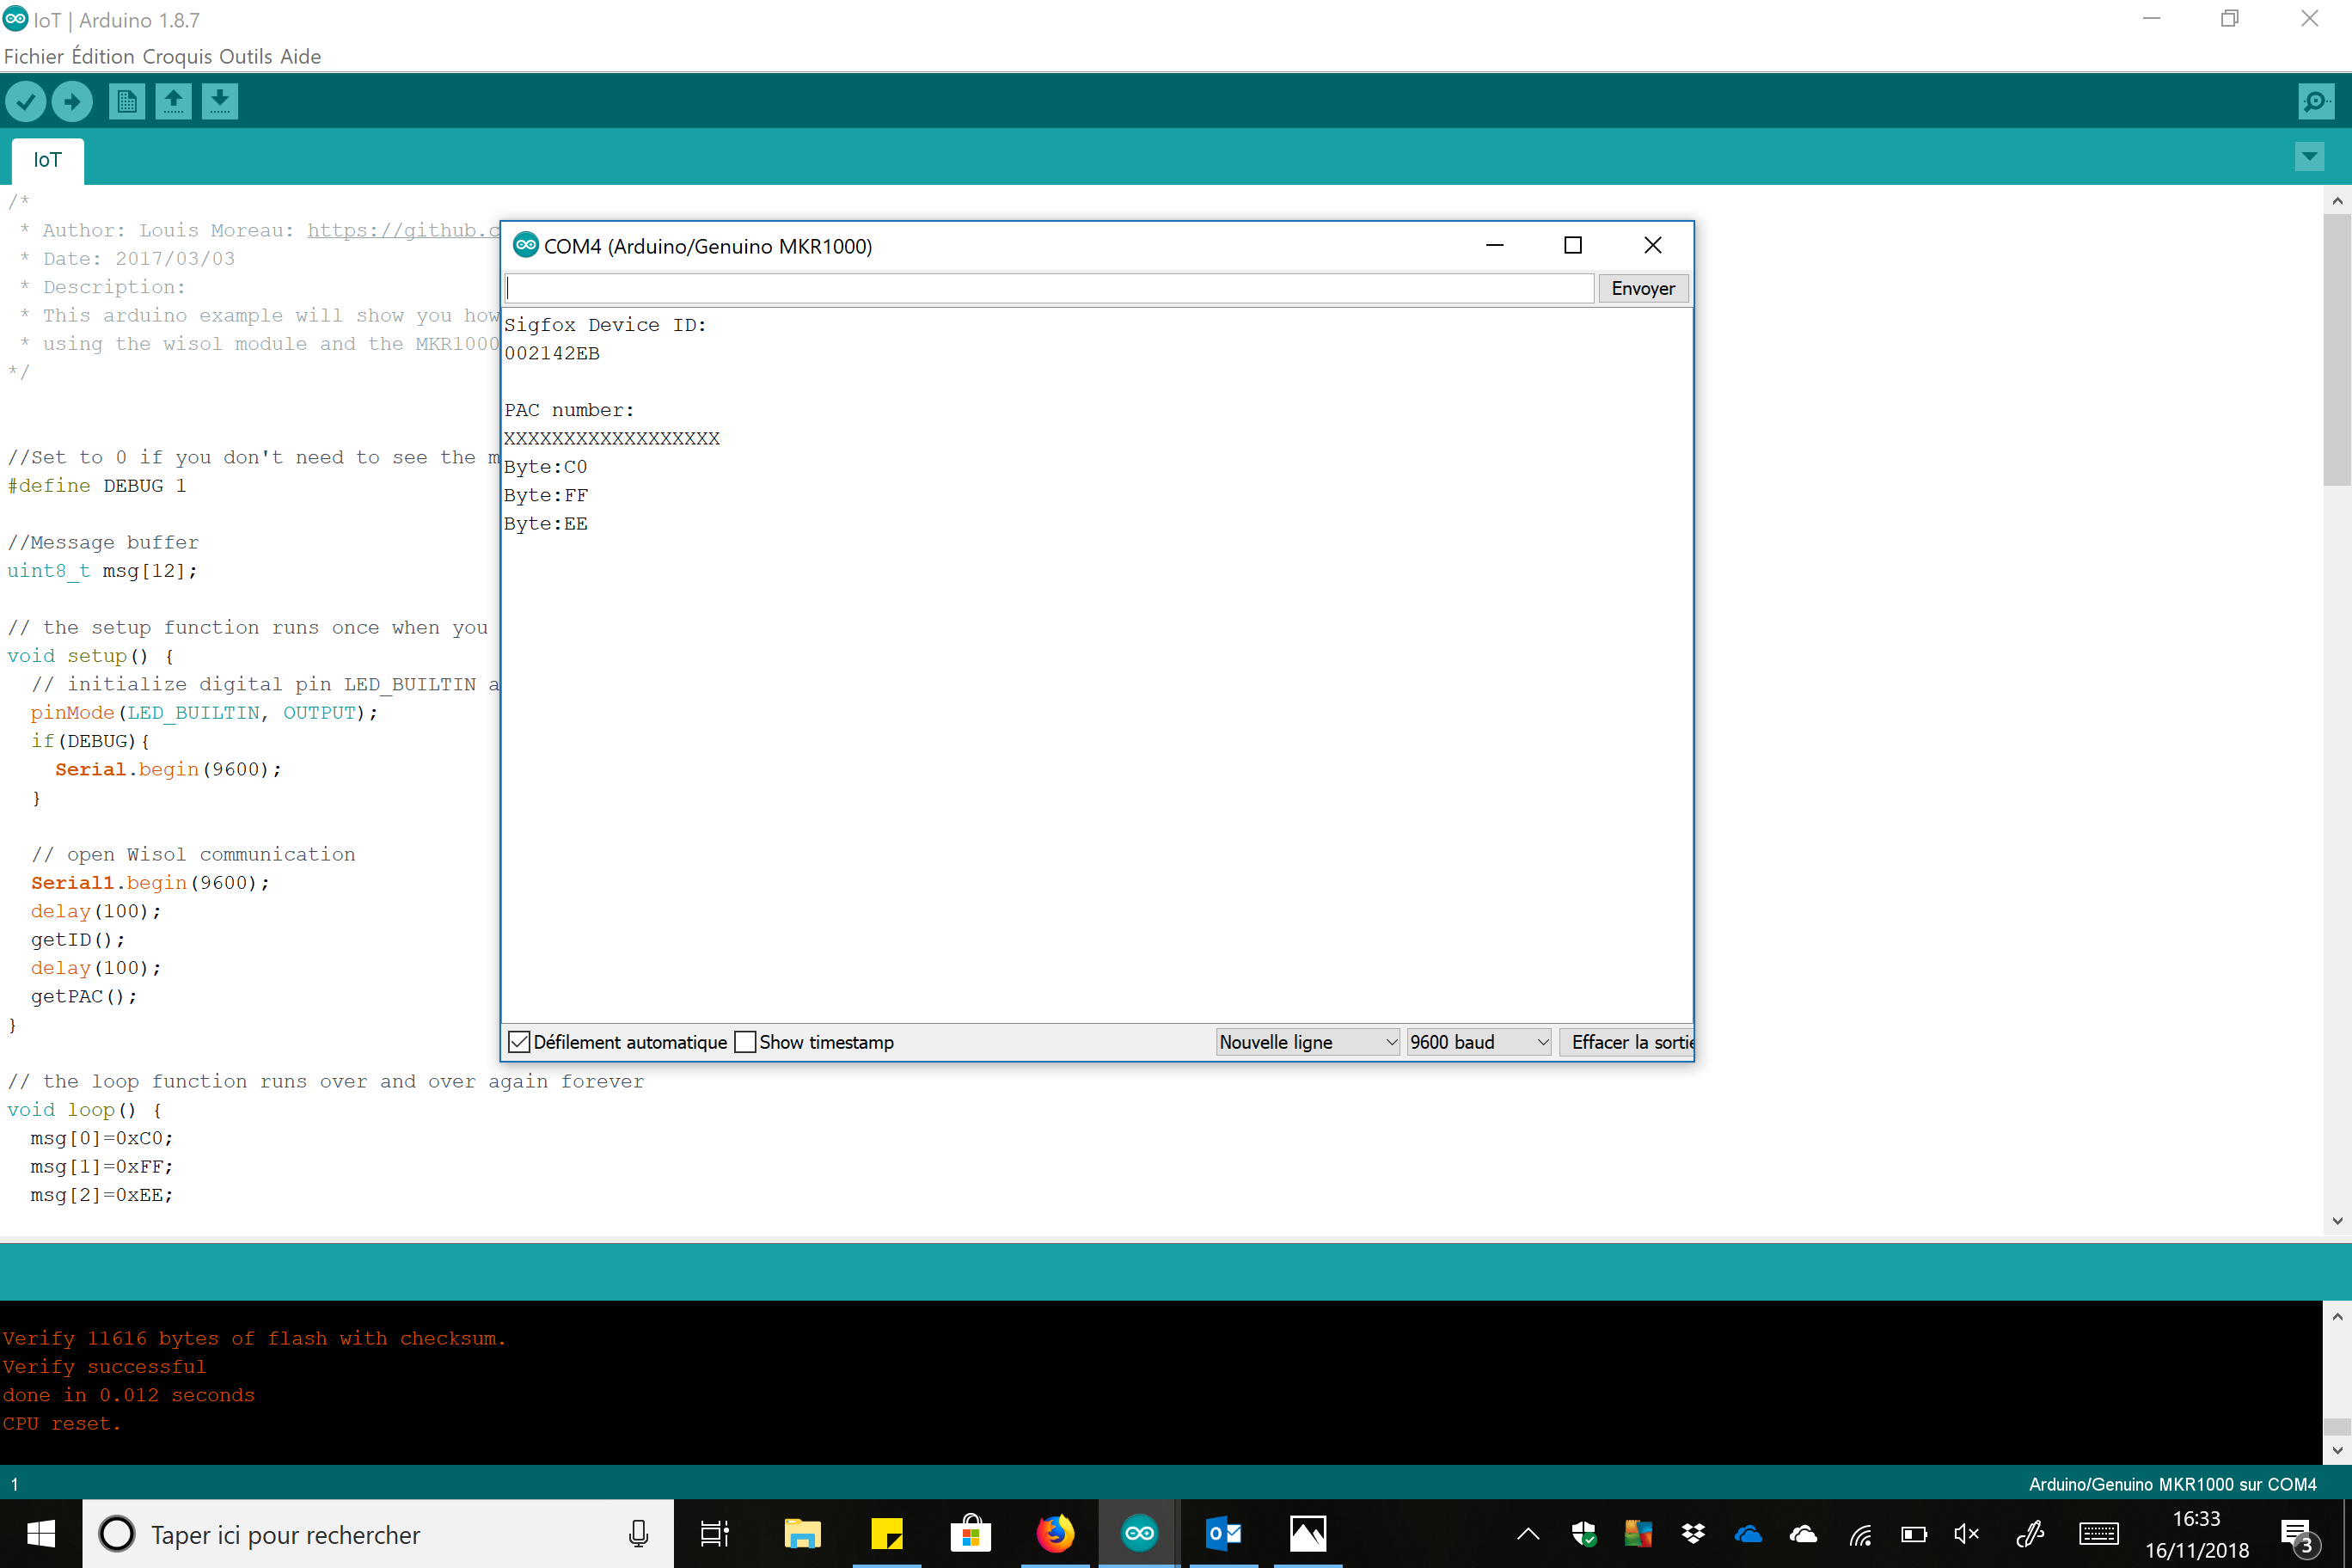 IoT | Arduino 1.8.7
Fichier Édition Croquis Outils Aide
IoT
/*
* Author: Louis Moreau: https://github.c
* Date: 2017/03/03
* Description:
* This arduino example will show you how
* using the wisol module and the MKR1000
*/
//Set to 0 if you don't need to see the m
#define DEBUG 1
//Message buffer
uint8_t msg[12];
// the setup function runs once when you
void setup() {
// initialize digital pin LED_BUILTIN a
pinMode(LED_BUILTIN, OUTPUT);
if(DEBUG){
Serial.begin(9600);
}
// open Wisol communication
Serial1.begin(9600);
delay(100);
getID();
delay(100);
getPAC();
}
// the loop function runs over and over again forever
void loop() {
msg[0]=0xC0;
msg[1]=0xFF;
msg[2]=0xEE;
COM4 (Arduino/Genuino MKR1000)
Envoyer
Sigfox Device ID:
002142EB
PAC number:
XXXXXXXXXXXXXXXXXX
Byte:C0
Byte:FF
Byte:EE
Défilement automatique Show timestamp Nouvelle ligne 9600 baud Effacer la sortie
Verify 11616 bytes of flash with checksum.
Verify successful
done in 0.012 seconds
CPU reset.
1 Arduino/Genuino MKR1000 sur COM4
Taper ici pour rechercher
16:33
16/11/2018
3